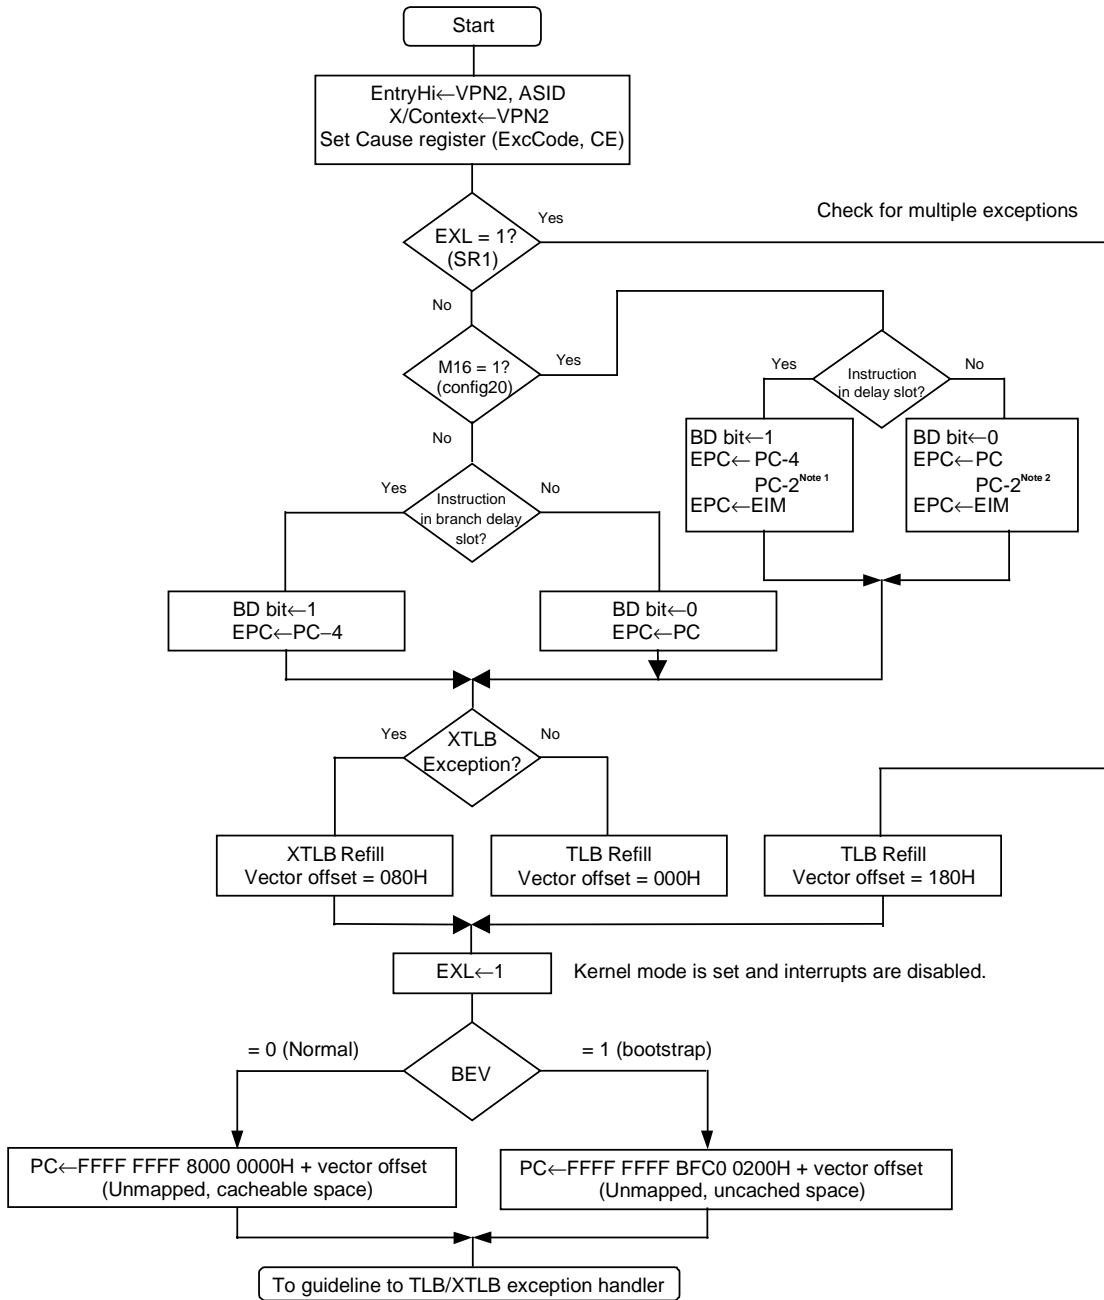 Start
EntryHi←VPN2, ASID
X/Context←VPN2
Set Cause register (ExcCode, CE)
Yes
Check for multiple exceptions
EXL = 1?
(SR1)
No
M16 = 1?
(config20)
Yes
Yes
Instruction
in delay slot?
No
No
BD bit←1
EPC←PC-4
PC-2Note 1
EPC←EIM
BD bit←0
EPC←PC
PC-2Note 2
EPC←EIM
Yes
Instruction
in branch delay
slot?
No
BD bit←1
EPC←PC−4
BD bit←0
EPC←PC
Yes
XTLB
Exception?
No
XTLB Refill
Vector offset = 080H
TLB Refill
Vector offset = 000H
TLB Refill
Vector offset = 180H
EXL←1
Kernel mode is set and interrupts are disabled.
= 0 (Normal)
BEV
= 1 (bootstrap)
PC←FFFF FFFF 8000 0000H + vector offset
(Unmapped, cacheable space)
PC←FFFF FFFF BFC0 0200H + vector offset
(Unmapped, uncached space)
To guideline to TLB/XTLB exception handler